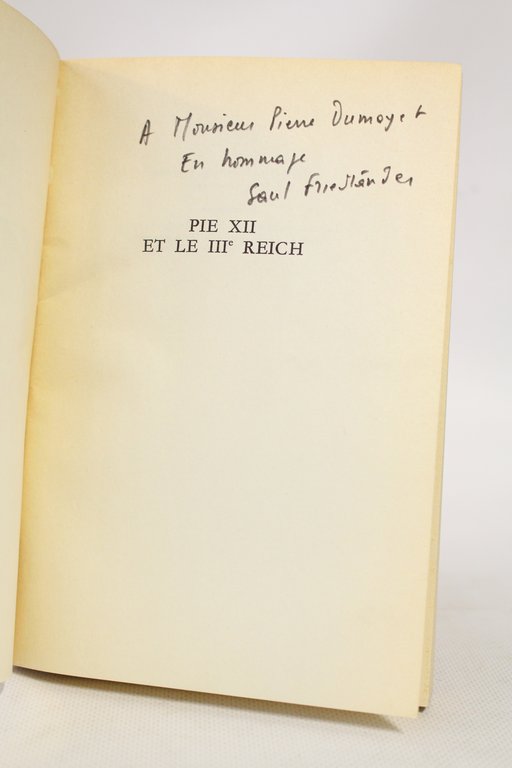 A Monsieur Pierre Dumayet
En hommage
Saul Friedländer
PIE XII
ET LE IIIe REICH